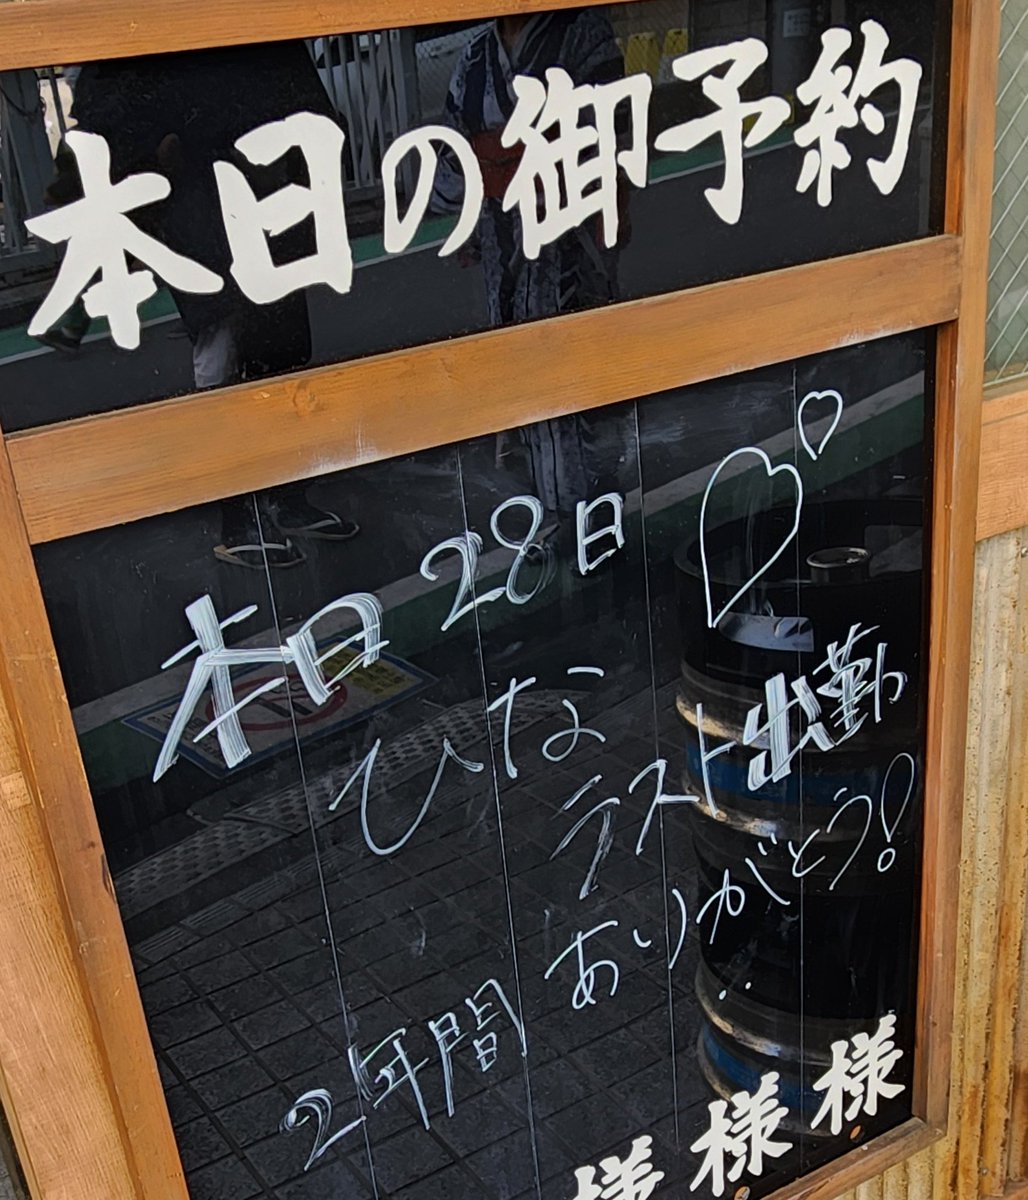 本日の御予約
本日28日
ひな
ラスト出勤
2年間ありがとう!
様様様